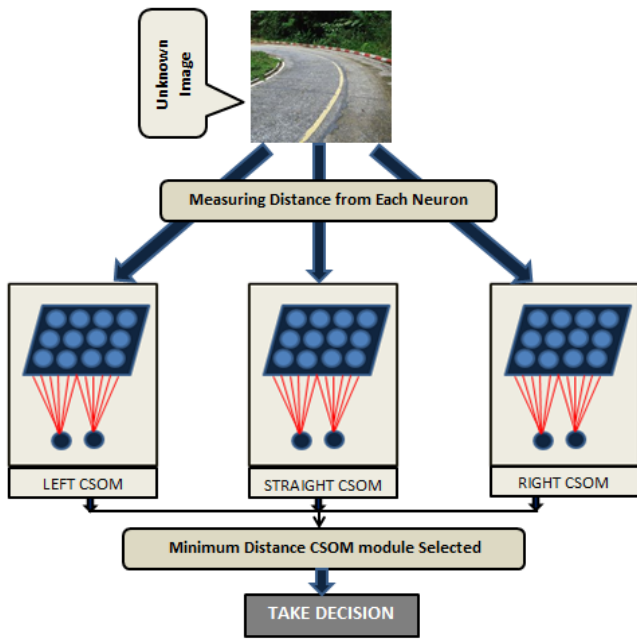 Unknown
Image
Measuring Distance from Each Neuron
LEFT CSOM
STRAIGHT CSOM
RIGHT CSOM
Minimum Distance CSOM module Selected
TAKE DECISION